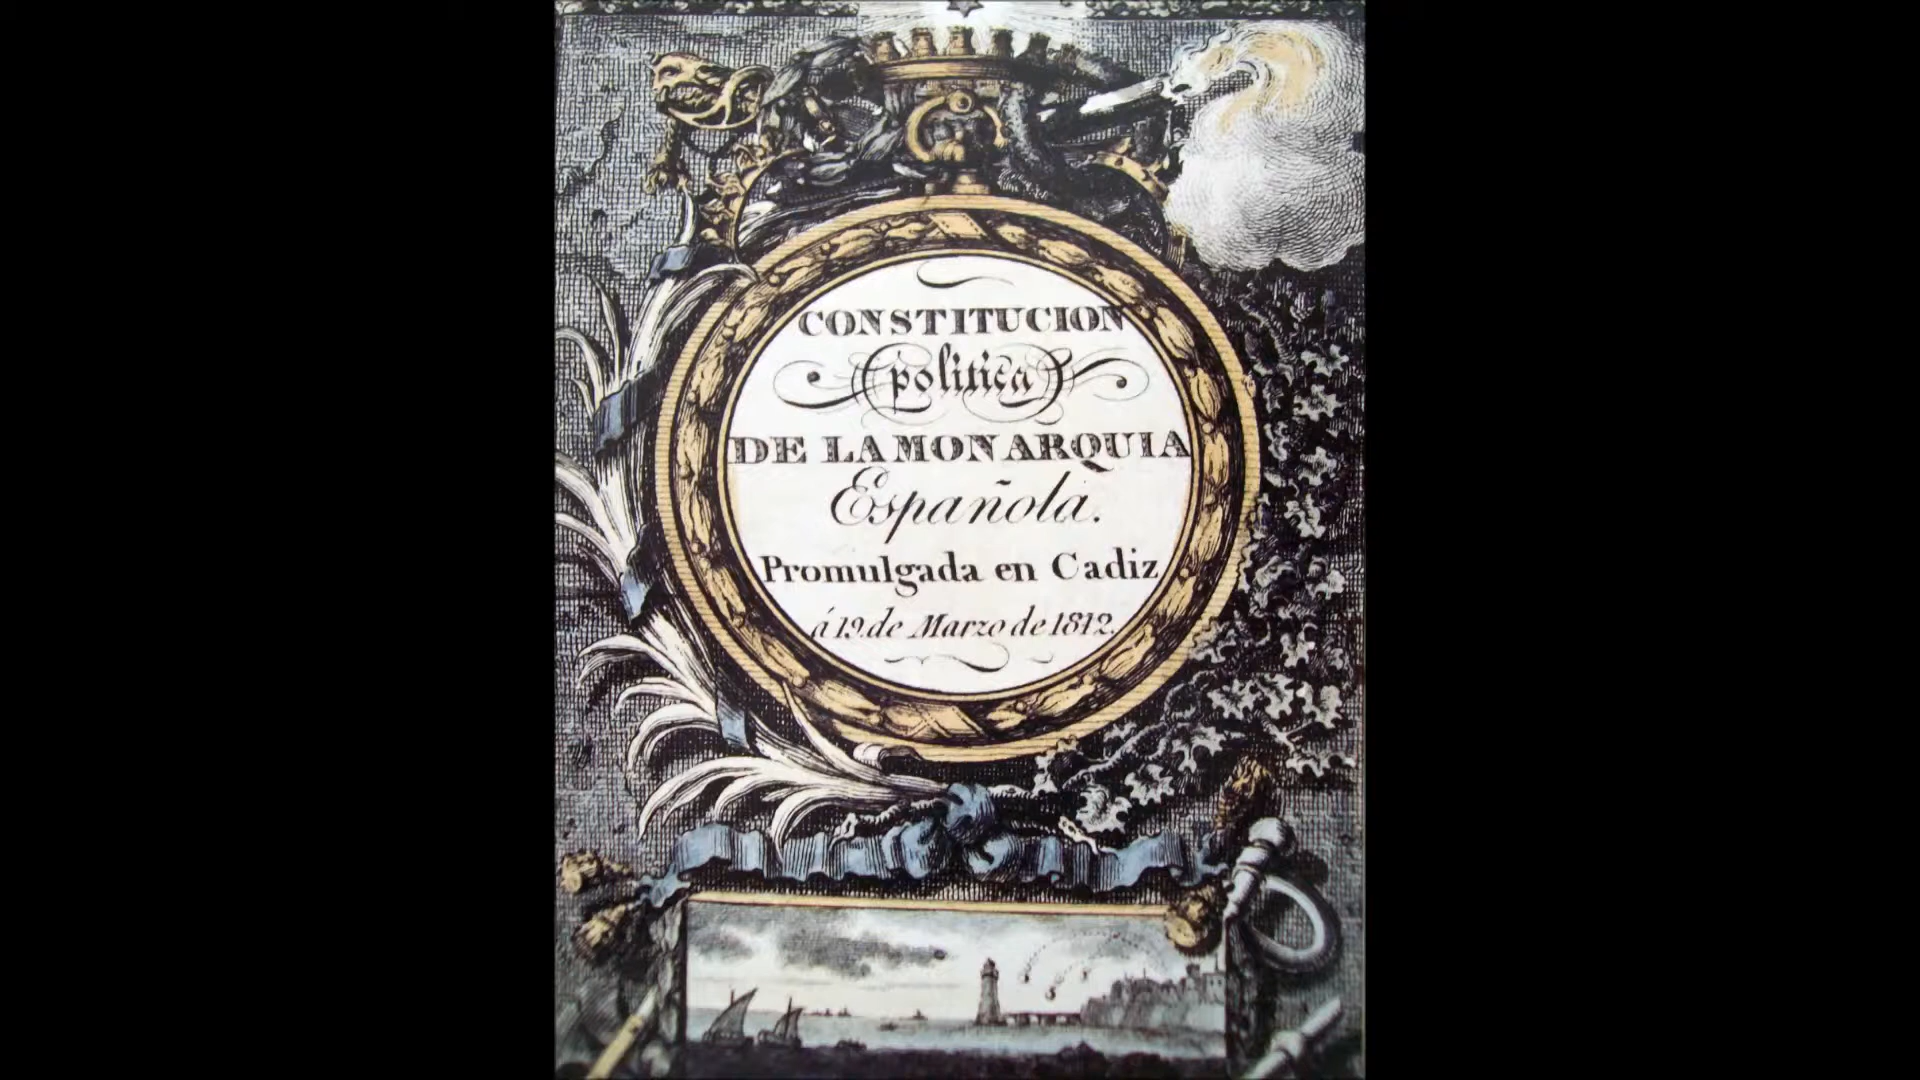 CONSTITUCION
politica
DE LA MONARQUIA
Española.
Promulgada en Cadiz
á 19 de Marzo de 1812.